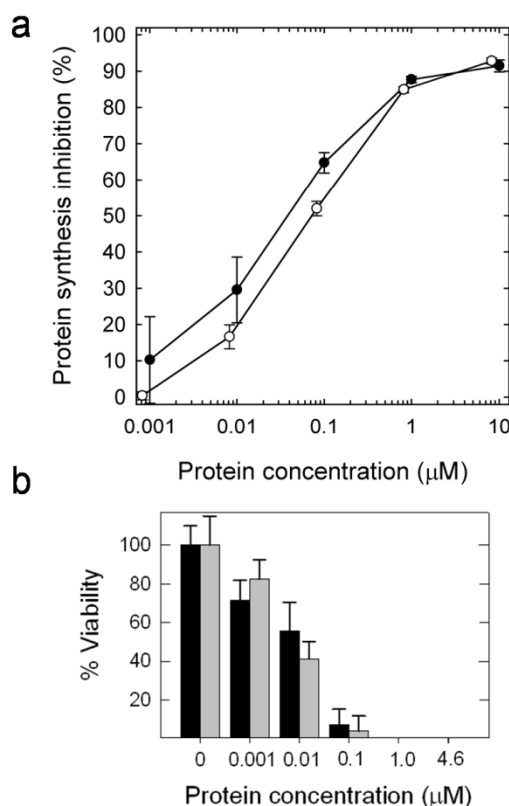 a
Protein synthesis inhibition (%)
100
90
80
70
60
50
40
30
20
10
0
0.001 0.01 0.1 1 10
Protein concentration (μM)
b
% Viability
100
80
60
40
20
0 0.001 0.01 0.1 1.0 4.6
Protein concentration (μM)